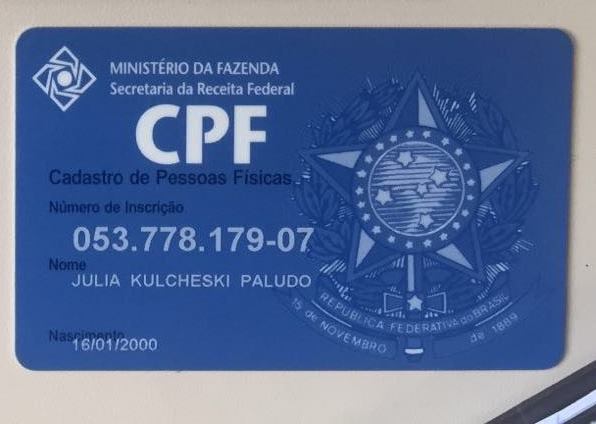 MINISTÉRIO DA FAZENDA
Secretaria da Receita Federal
CPF
Cadastro de Pessoas Físicas
Número de Inscrição
053.778.179-07
Nome
JULIA KULCHESKI PALUDO
Nascimento
16/01/2000
REPÚBLICA FEDERATIVA do BRASIL
15 de NOVEMBRO de 1889